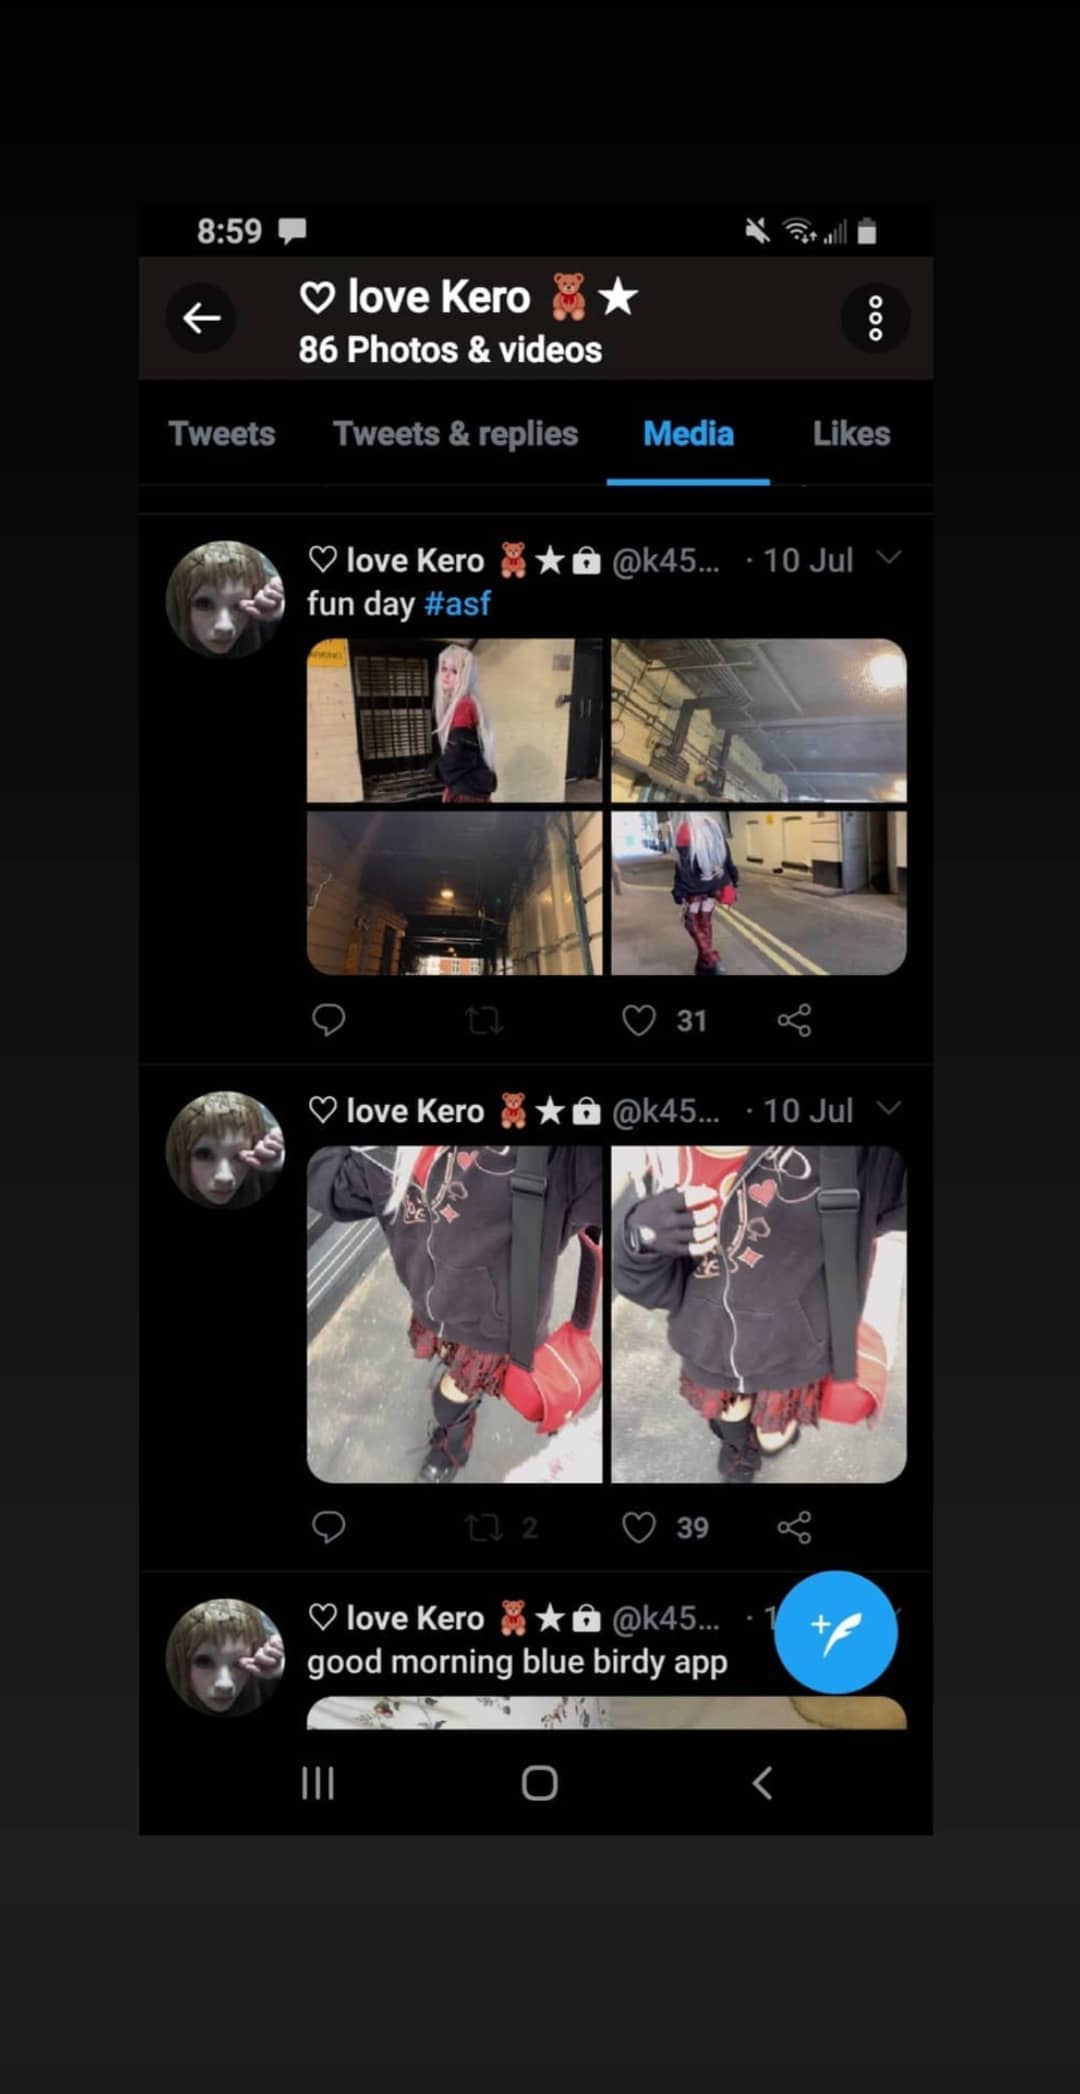 8:59
♡ love Kero 🧸★
86 Photos & videos
Tweets Tweets & replies Media Likes
♡ love Kero 🧸★🔒 @k45... · 10 Jul
fun day #asf
31
♡ love Kero 🧸★🔒 @k45... · 10 Jul
2 39
♡ love Kero 🧸★🔒 @k45... · 1
good morning blue birdy app